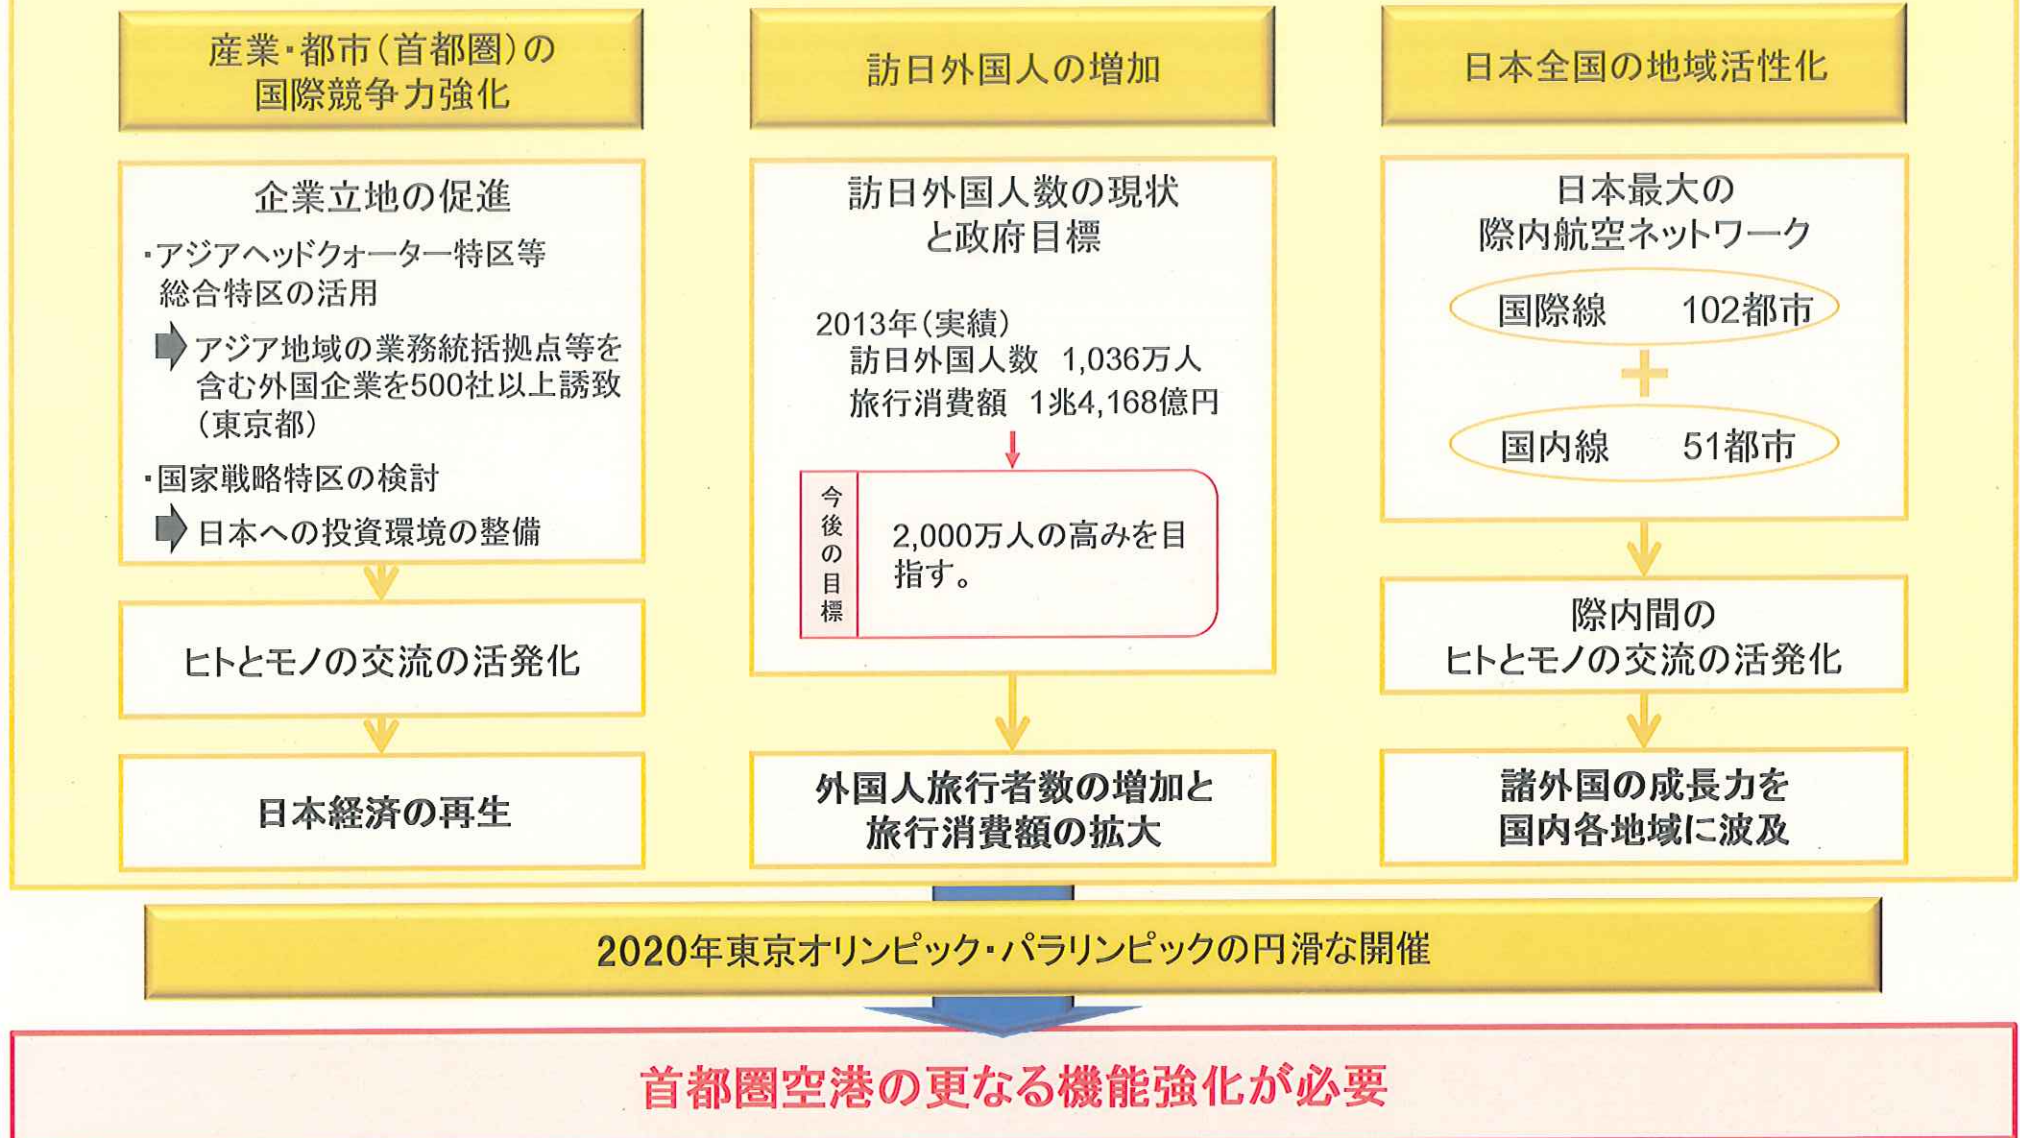 産業・都市（首都圏）の
国際競争力強化
企業立地の促進
・アジアヘッドクォーター特区等
総合特区の活用
アジア地域の業務統括拠点等を
含む外国企業を500社以上誘致
（東京都）
・国家戦略特区の検討
日本への投資環境の整備
ヒトとモノの交流の活発化
日本経済の再生
訪日外国人の増加
訪日外国人数の現状
と政府目標
2013年（実績）
訪日外国人数 1,036万人
旅行消費額 1兆4,168億円
今後の目標
2,000万人の高みを目
指す。
外国人旅行者数の増加と
旅行消費額の拡大
日本全国の地域活性化
日本最大の
際内航空ネットワーク
国際線 102都市
+
国内線 51都市
際内間の
ヒトとモノの交流の活発化
諸外国の成長力を
国内各地域に波及
2020年東京オリンピック・パラリンピックの円滑な開催
首都圏空港の更なる機能強化が必要